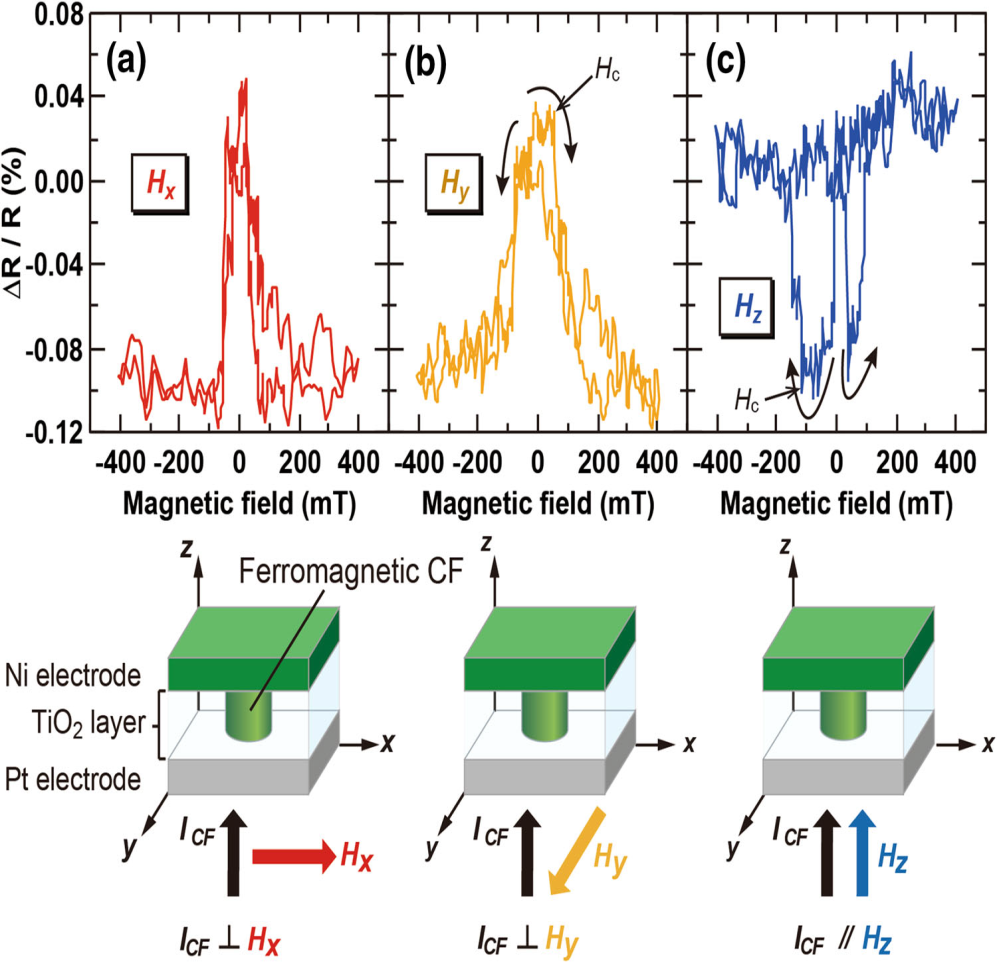 (a)
(b)
(c)
ΔR / R (%)
0.08
0.04
0.00
-0.04
-0.08
-0.12
Hx
Hy
Hz
Hc
Hc
-400 -200 0 200 400
-400 -200 0 200 400
-400 -200 0 200 400
Magnetic field (mT)
Magnetic field (mT)
Magnetic field (mT)
z
z
z
Ferromagnetic CF
Ni electrode
TiO2 layer
Pt electrode
x
x
x
y
y
y
ICF
Hx
ICF
Hy
ICF
Hz
ICF ⊥ Hx
ICF ⊥ Hy
ICF // Hz